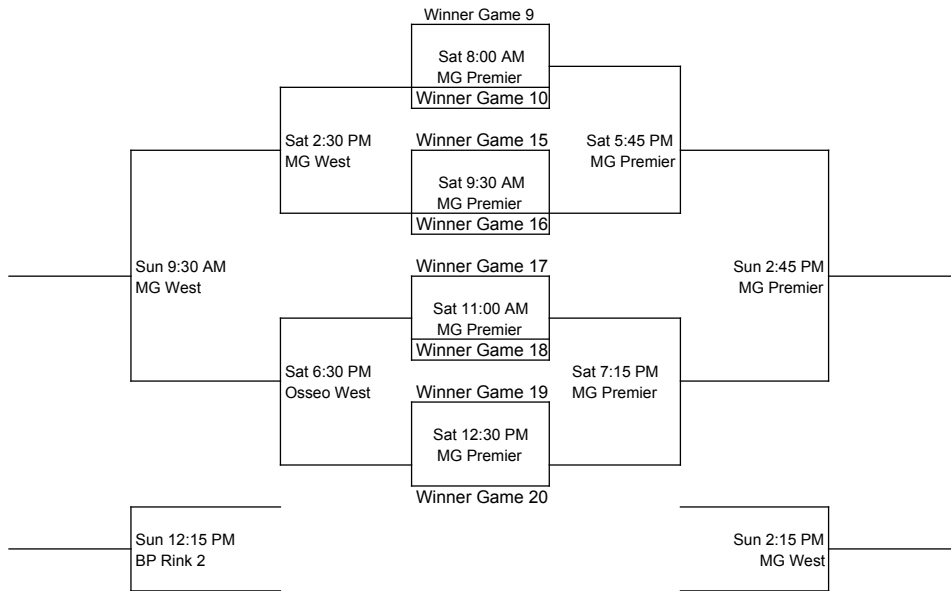 Winner Game 9
Sat 8:00 AM
MG Premier
Winner Game 10
Sat 2:30 PM
MG West
Winner Game 15
Sat 5:45 PM
MG Premier
Sat 9:30 AM
MG Premier
Winner Game 16
Sun 9:30 AM
MG West
Winner Game 17
Sun 2:45 PM
MG Premier
Sat 11:00 AM
MG Premier
Winner Game 18
Sat 6:30 PM
Osseo West
Winner Game 19
Sat 7:15 PM
MG Premier
Sat 12:30 PM
MG Premier
Winner Game 20
Sun 12:15 PM
BP Rink 2
Sun 2:15 PM
MG West